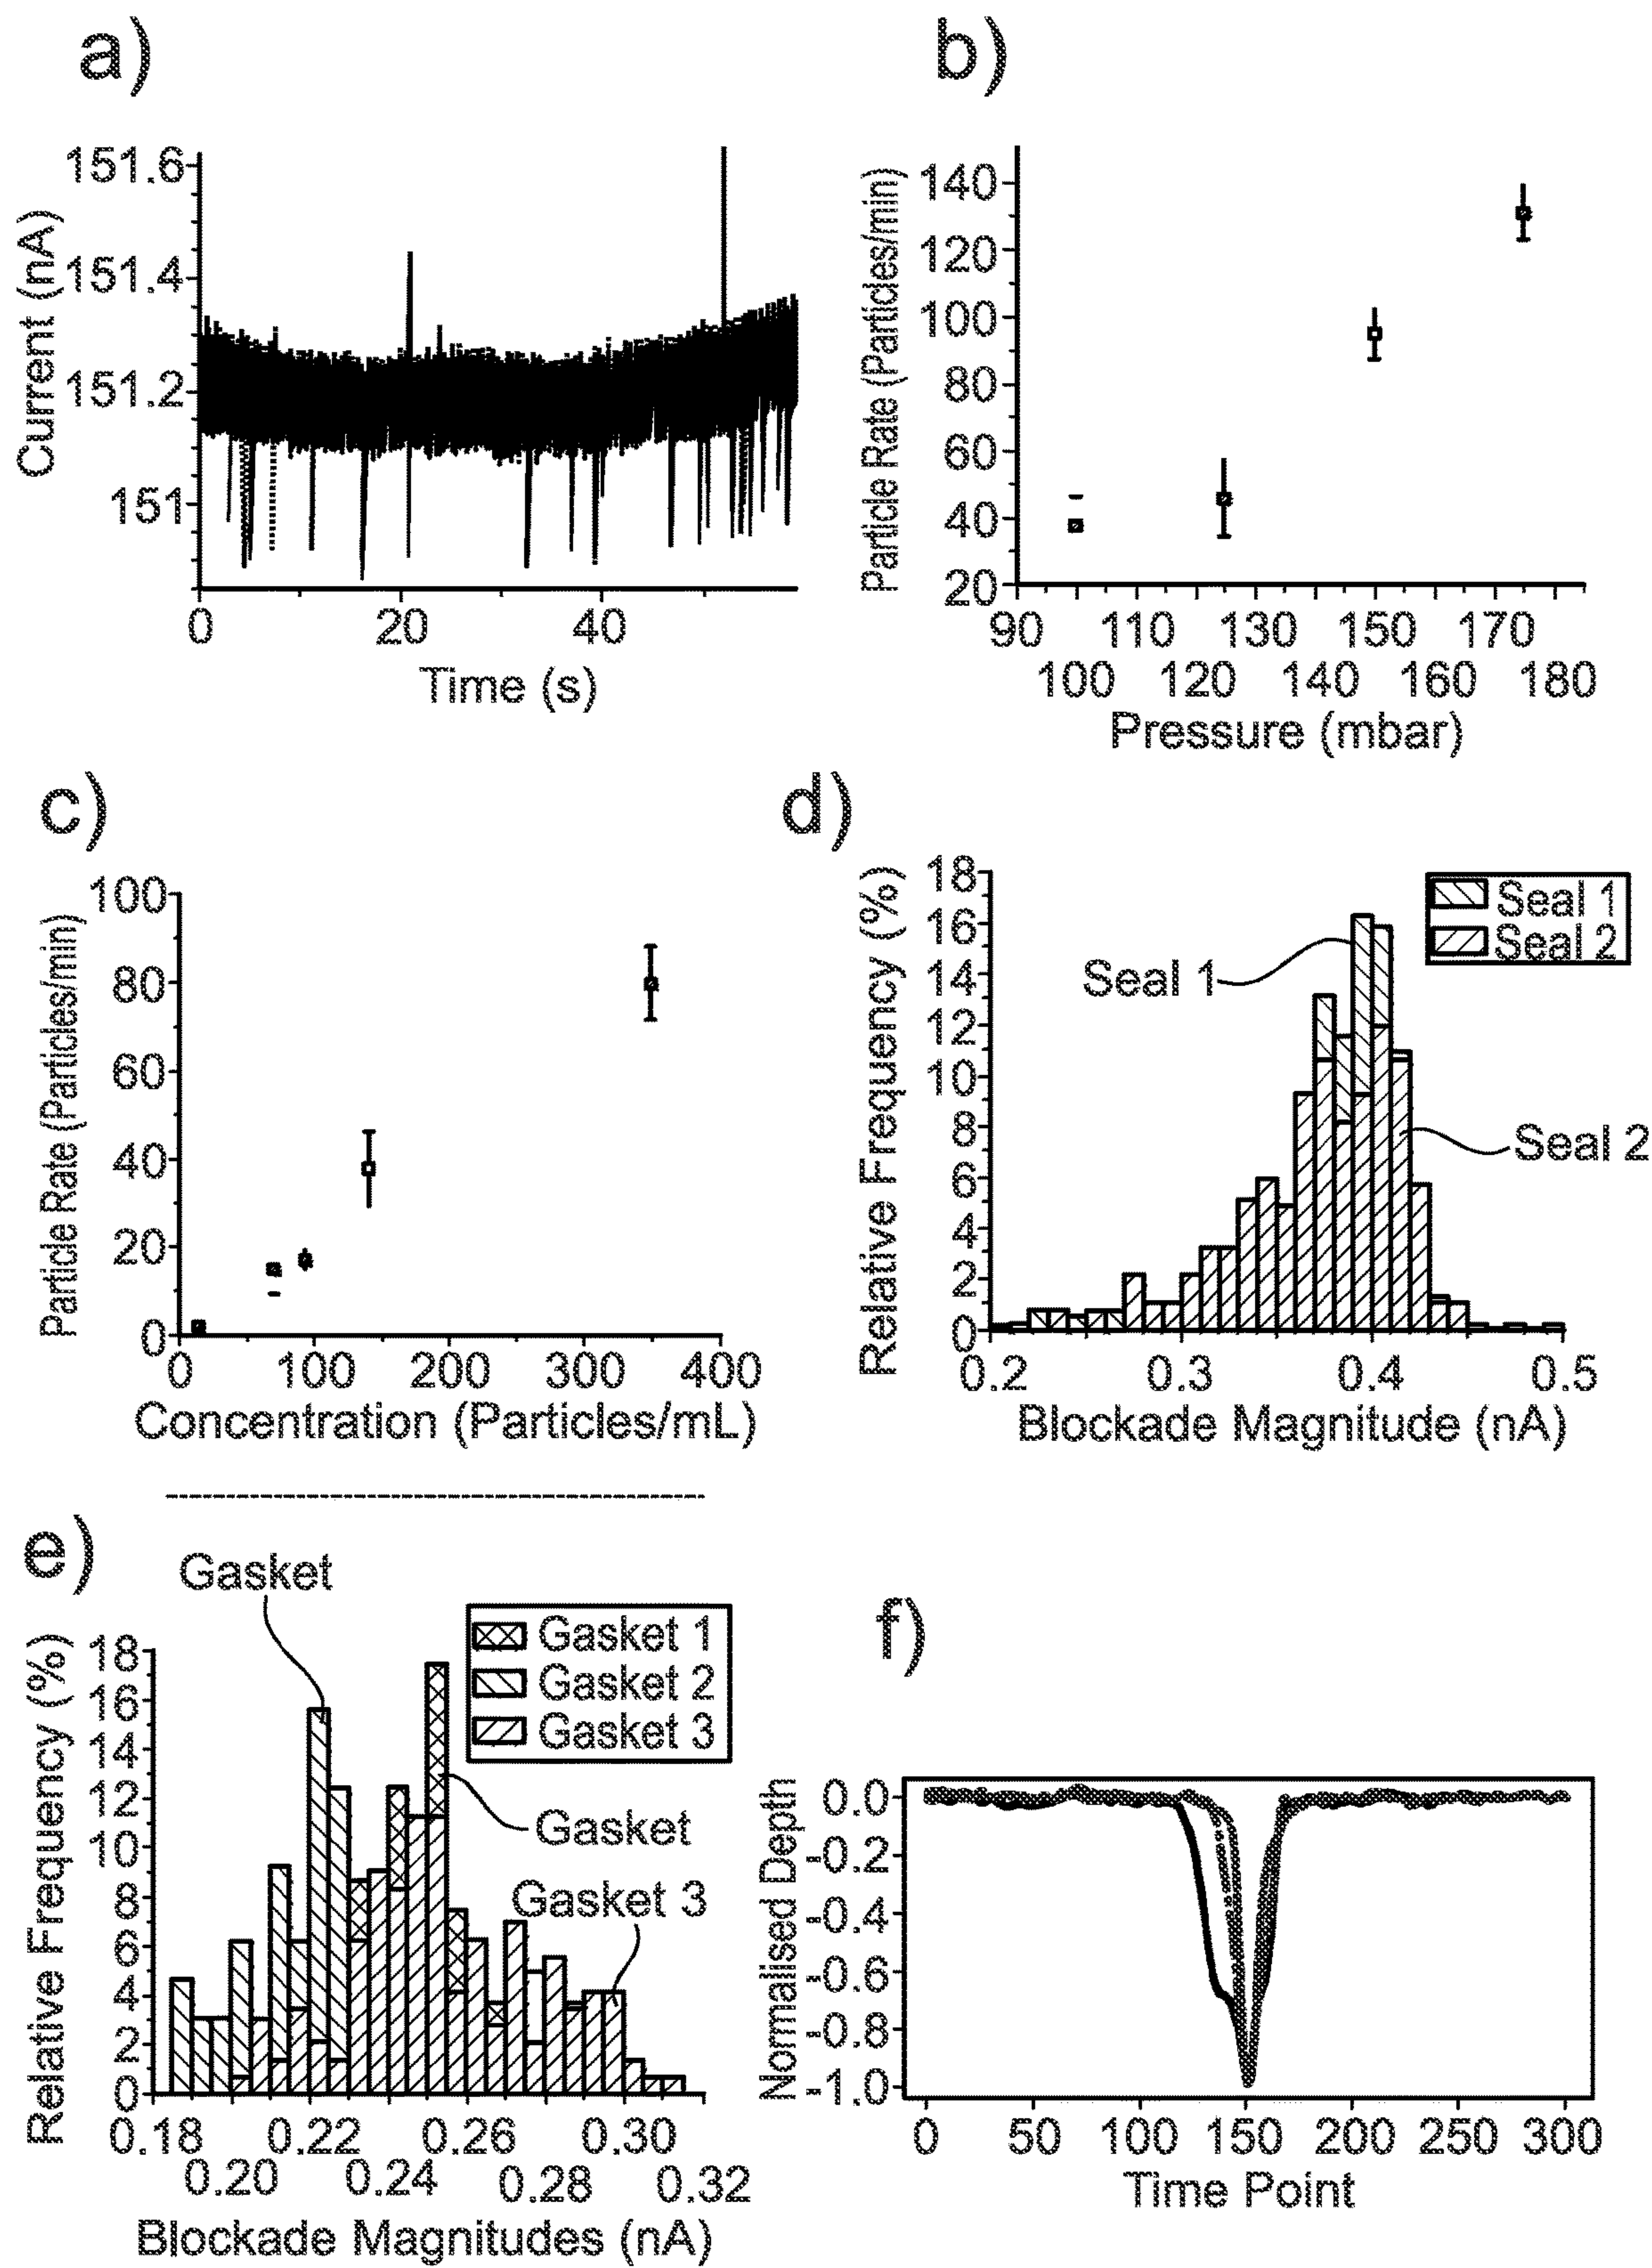 a)
Current (nA)
151.6
151.4
151.2
151
0 20 40
Time (s)
b)
Particle Rate (Particles/min)
140
120
100
80
60
40
20
90 110 130 150 170
100 120 140 160 180
Pressure (mbar)
c)
Particle Rate (Particles/min)
100
80
60
40
20
0
0 100 200 300 400
Concentration (Particles/mL)
d)
Relative Frequency (%)
18
16
14
12
10
8
6
4
2
0
Seal 1
Seal 2
Seal 1
Seal 2
0.2 0.3 0.4 0.5
Blockade Magnitude (nA)
e)
Gasket
Relative Frequency (%)
18
16
14
12
10
8
6
4
2
0
Gasket 1
Gasket 2
Gasket 3
Gasket
Gasket 3
0.18 0.22 0.26 0.30
0.20 0.24 0.28 0.32
Blockade Magnitudes (nA)
f)
Normalised Depth
0.0
-0.2
-0.4
-0.6
-0.8
-1.0
0 50 100 150 200 250 300
Time Point